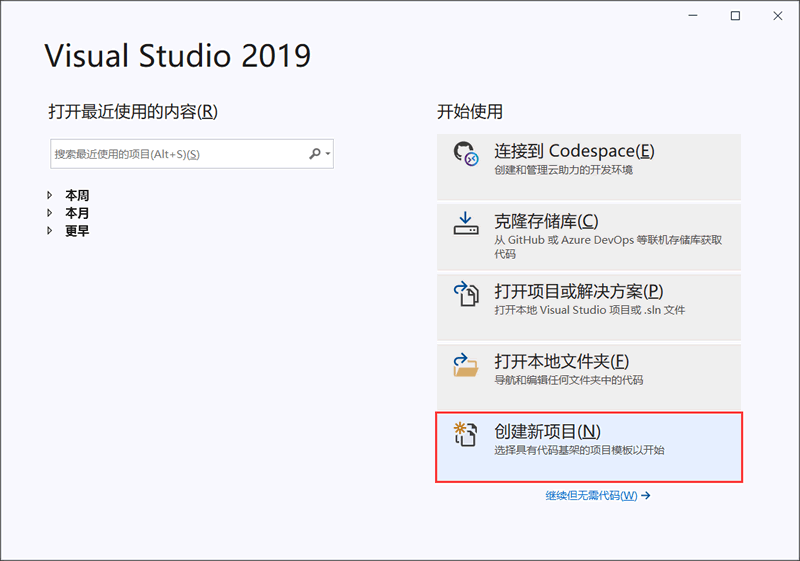 Visual Studio 2019
打开最近使用的内容(R)
搜索最近使用的项目(Alt+S)(S)
本周
本月
更早
开始使用
连接到 Codespace(E)
创建和管理云助力的开发环境
克隆存储库(C)
从 GitHub 或 Azure DevOps 等联机存储库获取
代码
打开项目或解决方案(P)
打开本地 Visual Studio 项目或 .sln 文件
打开本地文件夹(F)
导航和编辑任何文件夹中的代码
创建新项目(N)
选择具有代码基架的项目模板以开始
继续但无需代码(W)